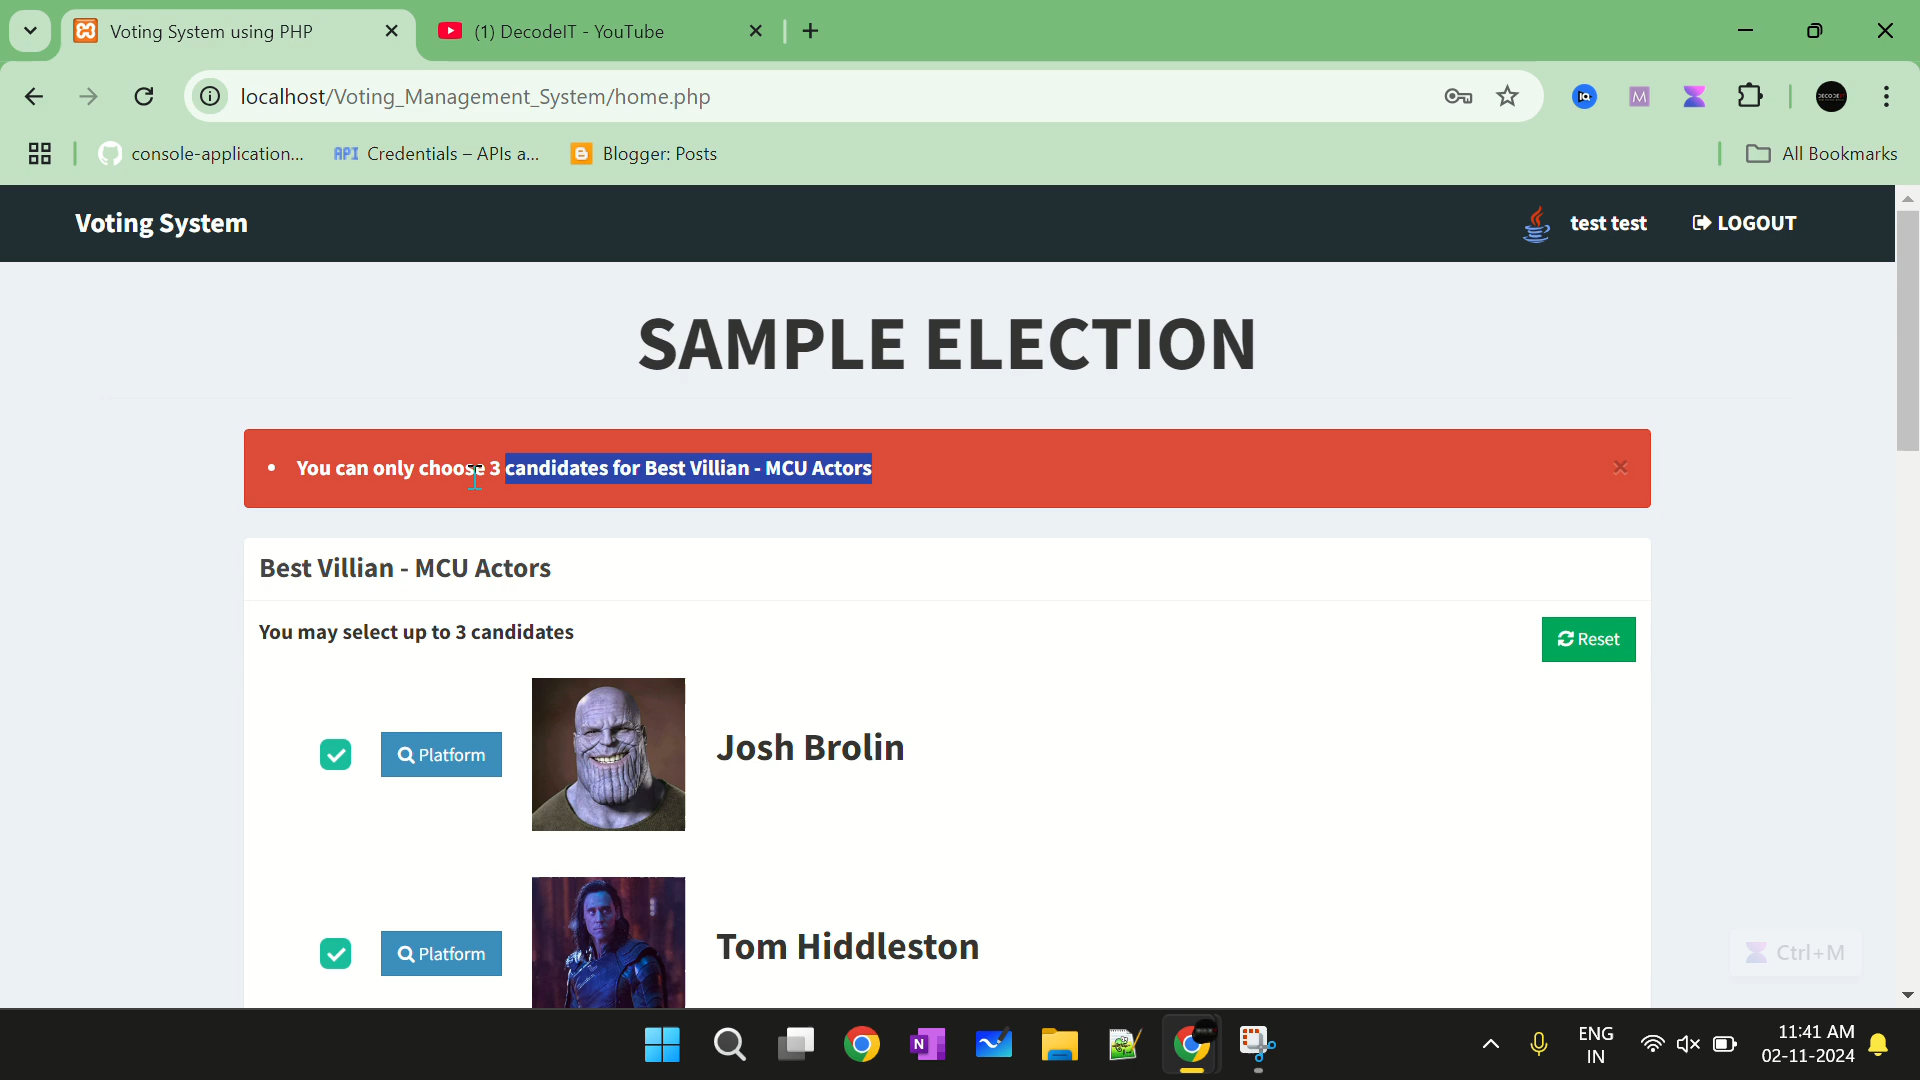 Voting System using PHP
(1) DecodeIT - YouTube
localhost/Voting_Management_System/home.php
console-application...
API Credentials – APIs a...
Blogger: Posts
All Bookmarks
Voting System
test test
LOGOUT
SAMPLE ELECTION
You can only choose 3 candidates for Best Villian - MCU Actors
Best Villian - MCU Actors
You may select up to 3 candidates
Reset
Platform
Josh Brolin
Platform
Tom Hiddleston
Ctrl+M
ENG
IN
11:41 AM
02-11-2024